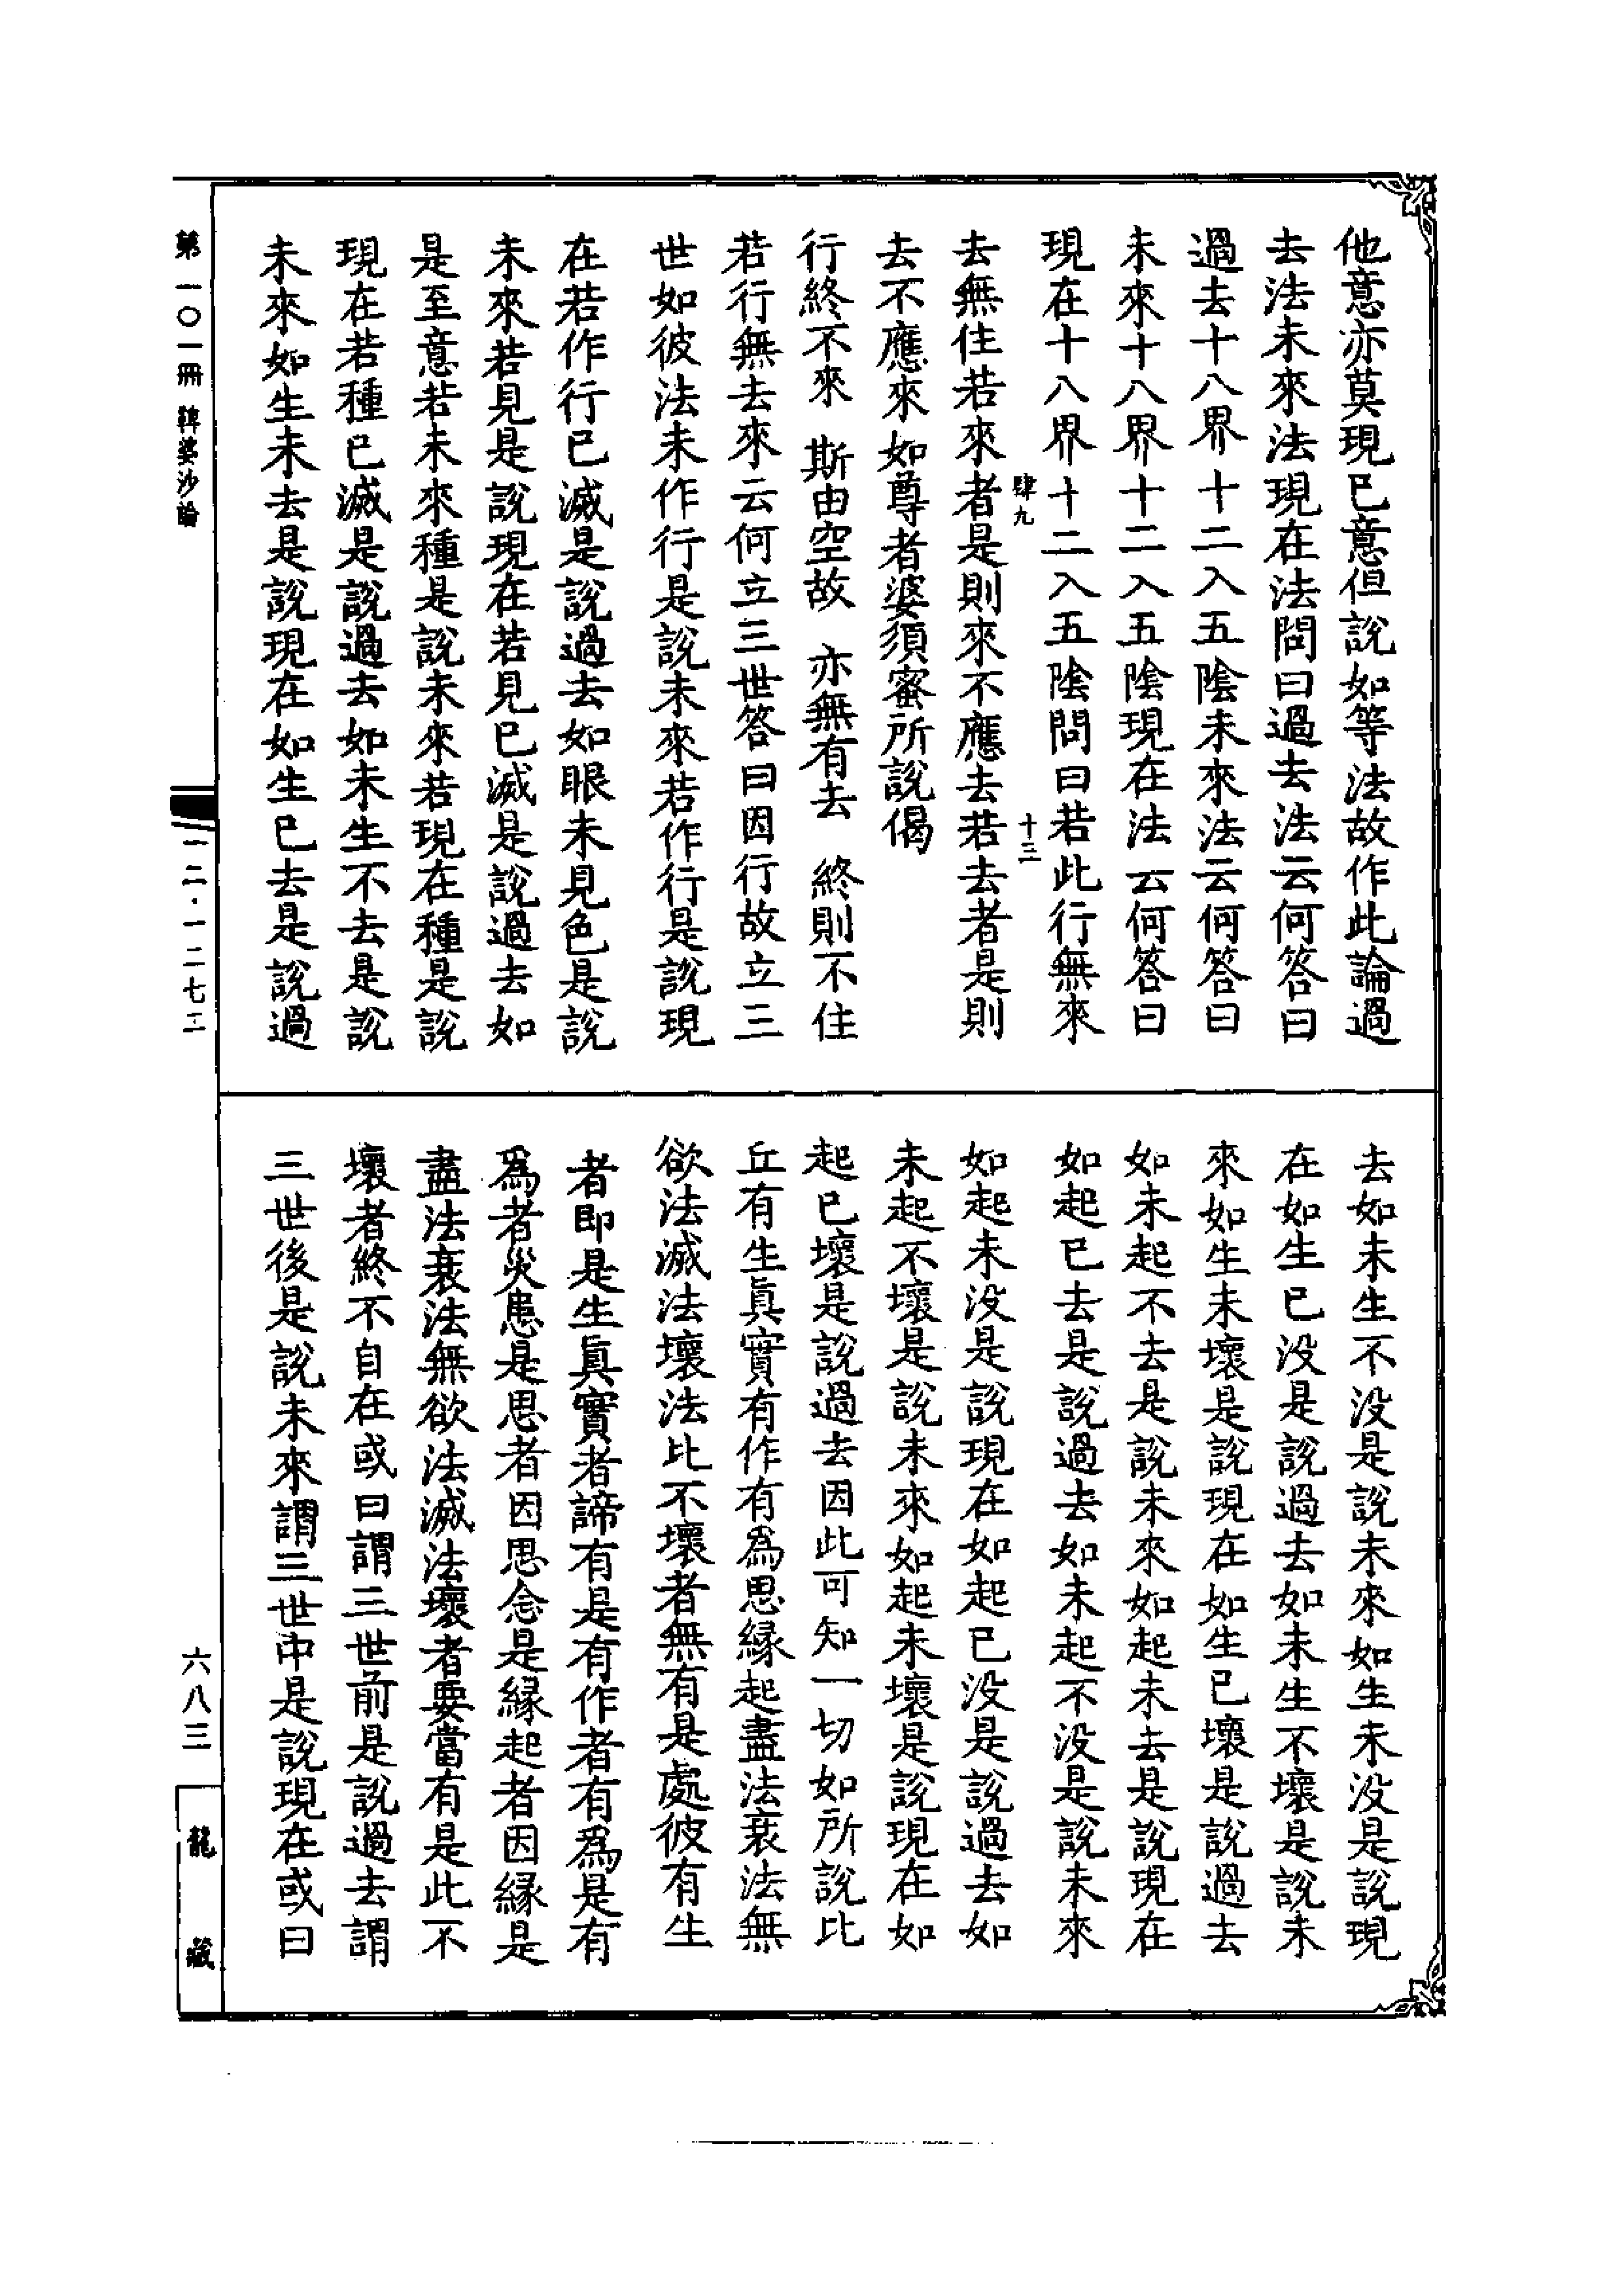 他意亦莫現已意但說如等法故作此論過
去法未來法現在法問曰過去法云何答曰
過去十八界十二入五陰未來法云何答曰
未來十八界十二入五陰現在法云何答曰
現在十八界十二入五陰問曰若此行無來
肆九
十三
去無住若來者是則來不應去若去者是則
去不應來如尊者婆須蜜所說偈
行終不來 斯由空故 亦無有去 終則不住
若行無去來云何立三世答曰因行故立三
世如彼法未作行是說未來若作行是說現
在若作行已滅是說過去如眼未見色是說
未來若見是說現在若見已滅是說過去如
是至意若未來種是說未來若現在種是說
現在若種已滅是說過去如未生不去是說
未來如生未去是說現在如生已去是說過
去如未生不没是說未來如生未没是說現
在如生已没是說過去如未生不壞是說未
來如生未壞是說現在如生已壞是說過去
如未起不去是說未來如起未去是說現在
如起已去是說過去如未起不没是說未來
如起未没是說現在如起已没是說過去如
未起不壞是說未來如起未壞是說現在如
起已壞是說過去因此可知一切如所說比
丘有生眞實有作有爲思縁起盡法衰法無
欲法滅法壞法比不壞者無有是處彼有生
者即是生眞實者諦有是有作者有爲是有
爲者災患是思者因思念是縁起者因縁是
盡法衰法無欲法滅法壞者要當有是此不
壞者終不自在或曰謂三世前是說過去謂
三世後是說未來謂三世中是說現在或曰
第一〇一冊 鞞婆沙論
一二·一二七二
六八三
龍藏